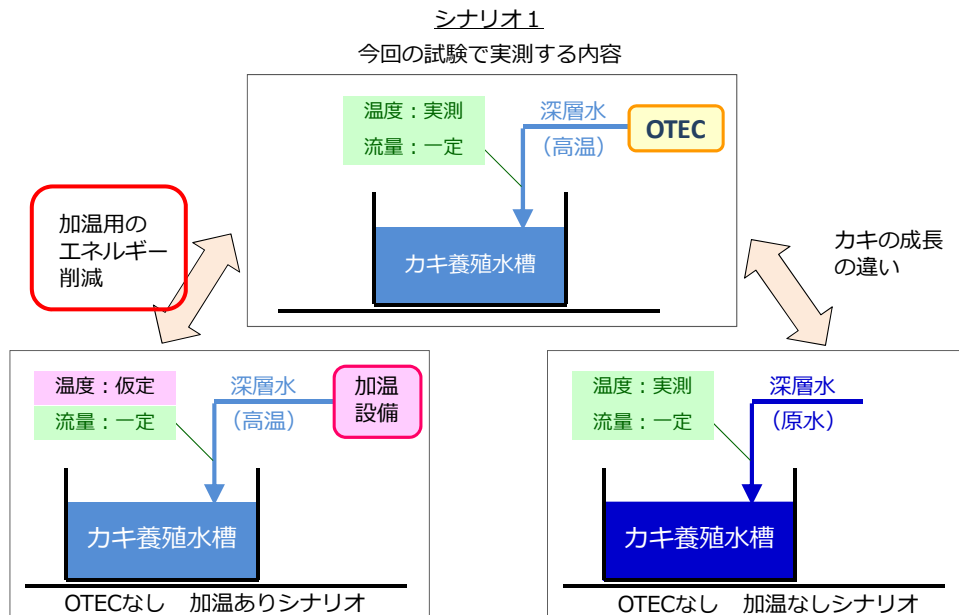 シナリオ１
今回の試験で実測する内容
温度：実測
流量：一定
深層水
（高温）
OTEC
カキ養殖水槽
加温用の
エネルギー
削減
カキの成長
の違い
温度：仮定
流量：一定
深層水
（高温）
加温
設備
カキ養殖水槽
OTECなし　加温ありシナリオ
温度：実測
流量：一定
深層水
（原水）
カキ養殖水槽
OTECなし　加温なしシナリオ